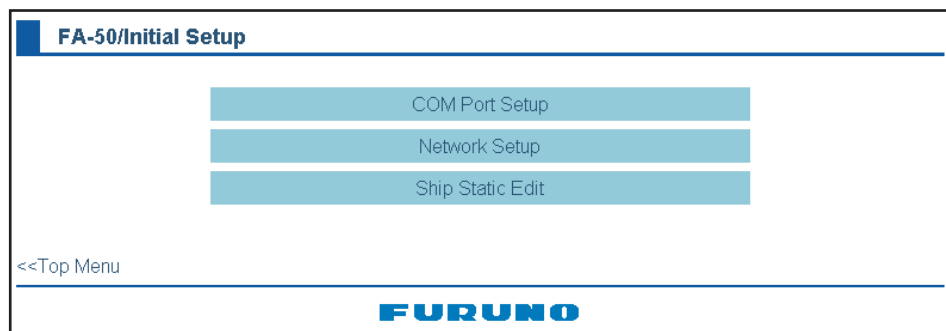 FA-50/Initial Setup
COM Port Setup
Network Setup
Ship Static Edit
<<Top Menu
FURUNO